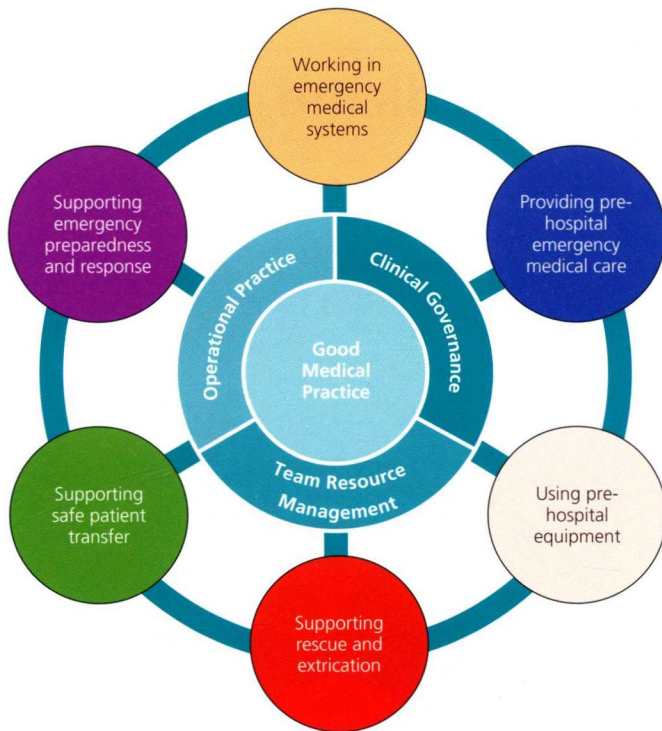 Working in
emergency
medical
systems
Supporting
emergency
preparedness
and response
Providing pre-
hospital
emergency
medical care
Operational Practice
Clinical Governance
Good
Medical
Practice
Team Resource
Management
Supporting
safe patient
transfer
Using pre-
hospital
equipment
Supporting
rescue and
extrication